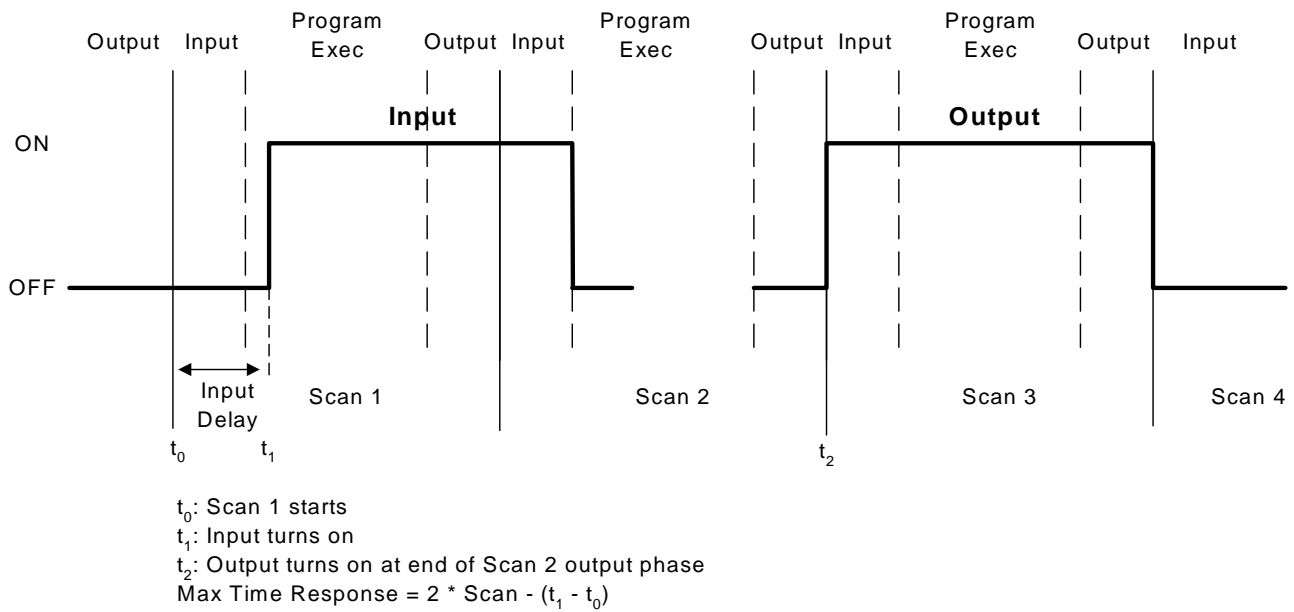 Output Input Program Exec Output Input Program Exec Output Input Program Exec Output Input
Input Output
ON
OFF
Input Delay Scan 1 Scan 2 Scan 3 Scan 4
t0 t1 t2
t0: Scan 1 starts
t1: Input turns on
t2: Output turns on at end of Scan 2 output phase
Max Time Response = 2 * Scan - (t1 - t0)